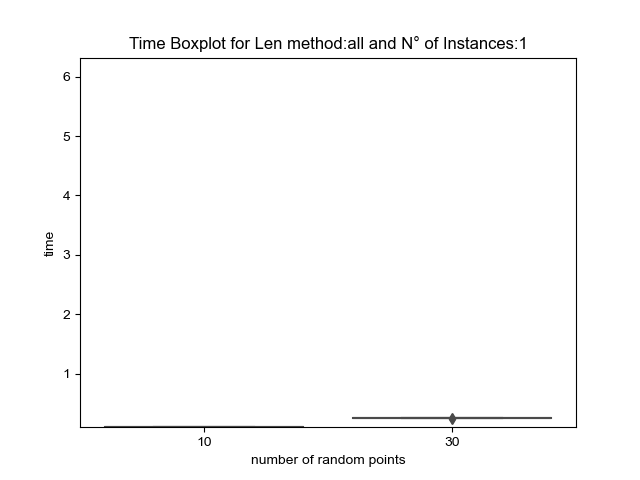 Time Boxplot for Len method:all and N° of Instances:1
6
5
4
3
2
1
time
10
30
number of random points